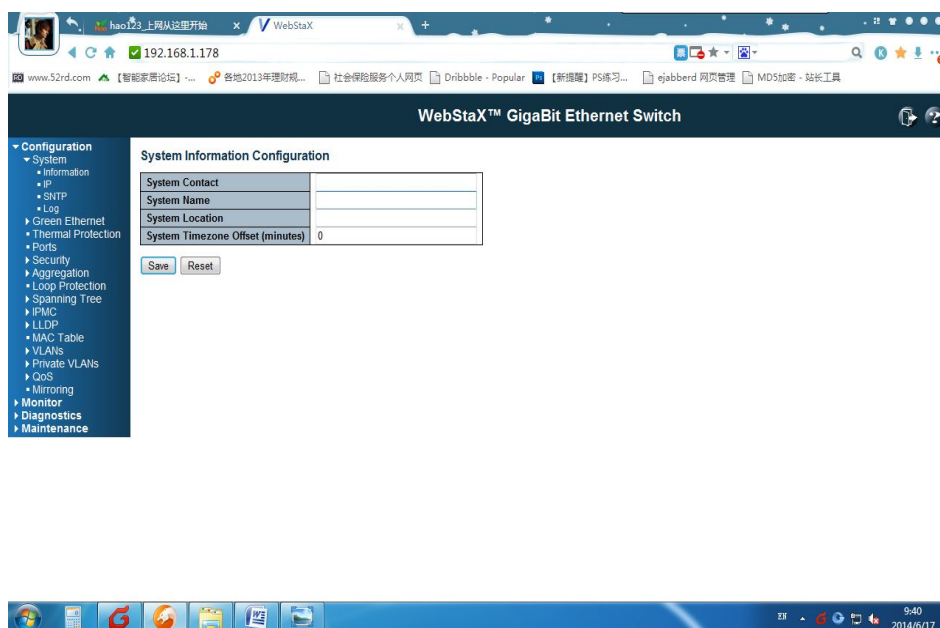 hao123_上网从这里开始 x WebStaX x +
192.168.1.178
www.52rd.com 【智能家居论坛】-... 各地2013年理财规... 社会保险服务个人网页 Dribbble - Popular 【新提醒】PS练习... ejabberd 网页管理 MD5加密 - 站长工具
WebStaX™ GigaBit Ethernet Switch
Configuration
System
Information
IP
SNTP
Log
Green Ethernet
Thermal Protection
Ports
Security
Aggregation
Loop Protection
Spanning Tree
IPMC
LLDP
MAC Table
VLANs
Private VLANs
QoS
Mirroring
Monitor
Diagnostics
Maintenance
System Information Configuration
System Contact
System Name
System Location
System Timezone Offset (minutes) 0
Save Reset
EN 9:40
2014/6/17